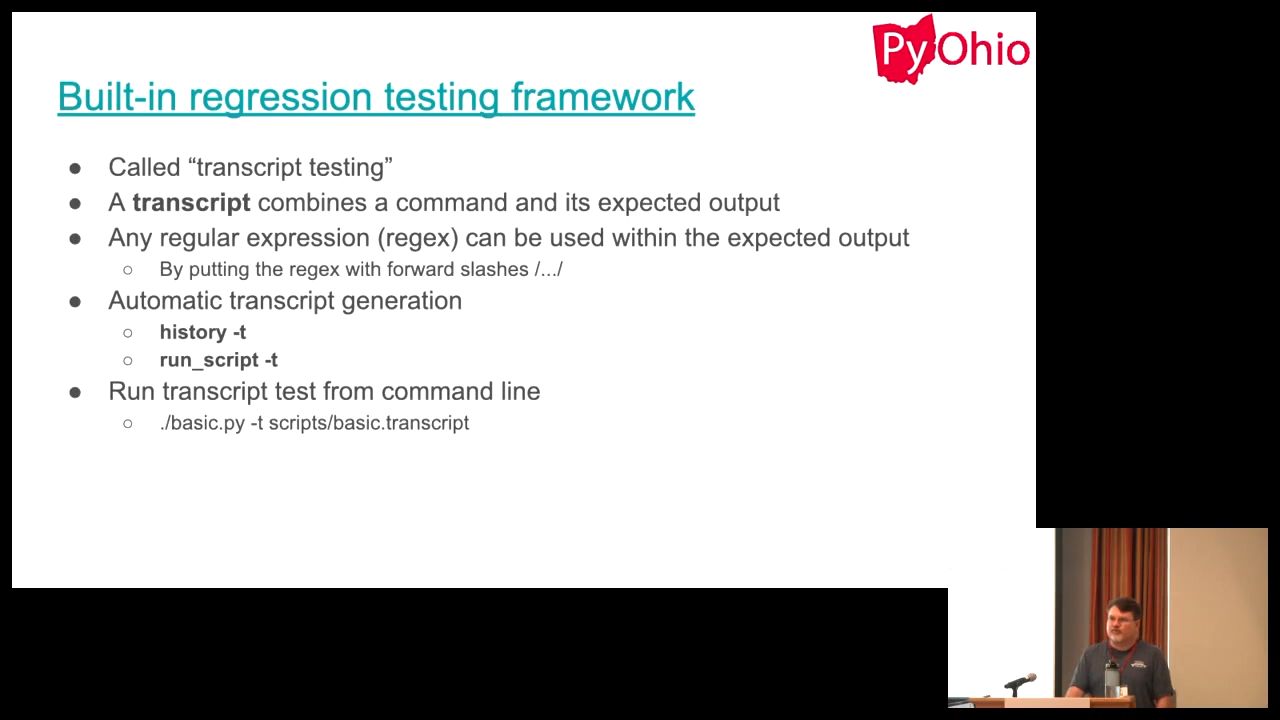 PyOhio
Built-in regression testing framework
● Called “transcript testing”
● A transcript combines a command and its expected output
● Any regular expression (regex) can be used within the expected output
○ By putting the regex with forward slashes /.../
● Automatic transcript generation
○ history -t
○ run_script -t
● Run transcript test from command line
○ ./basic.py -t scripts/basic.transcript